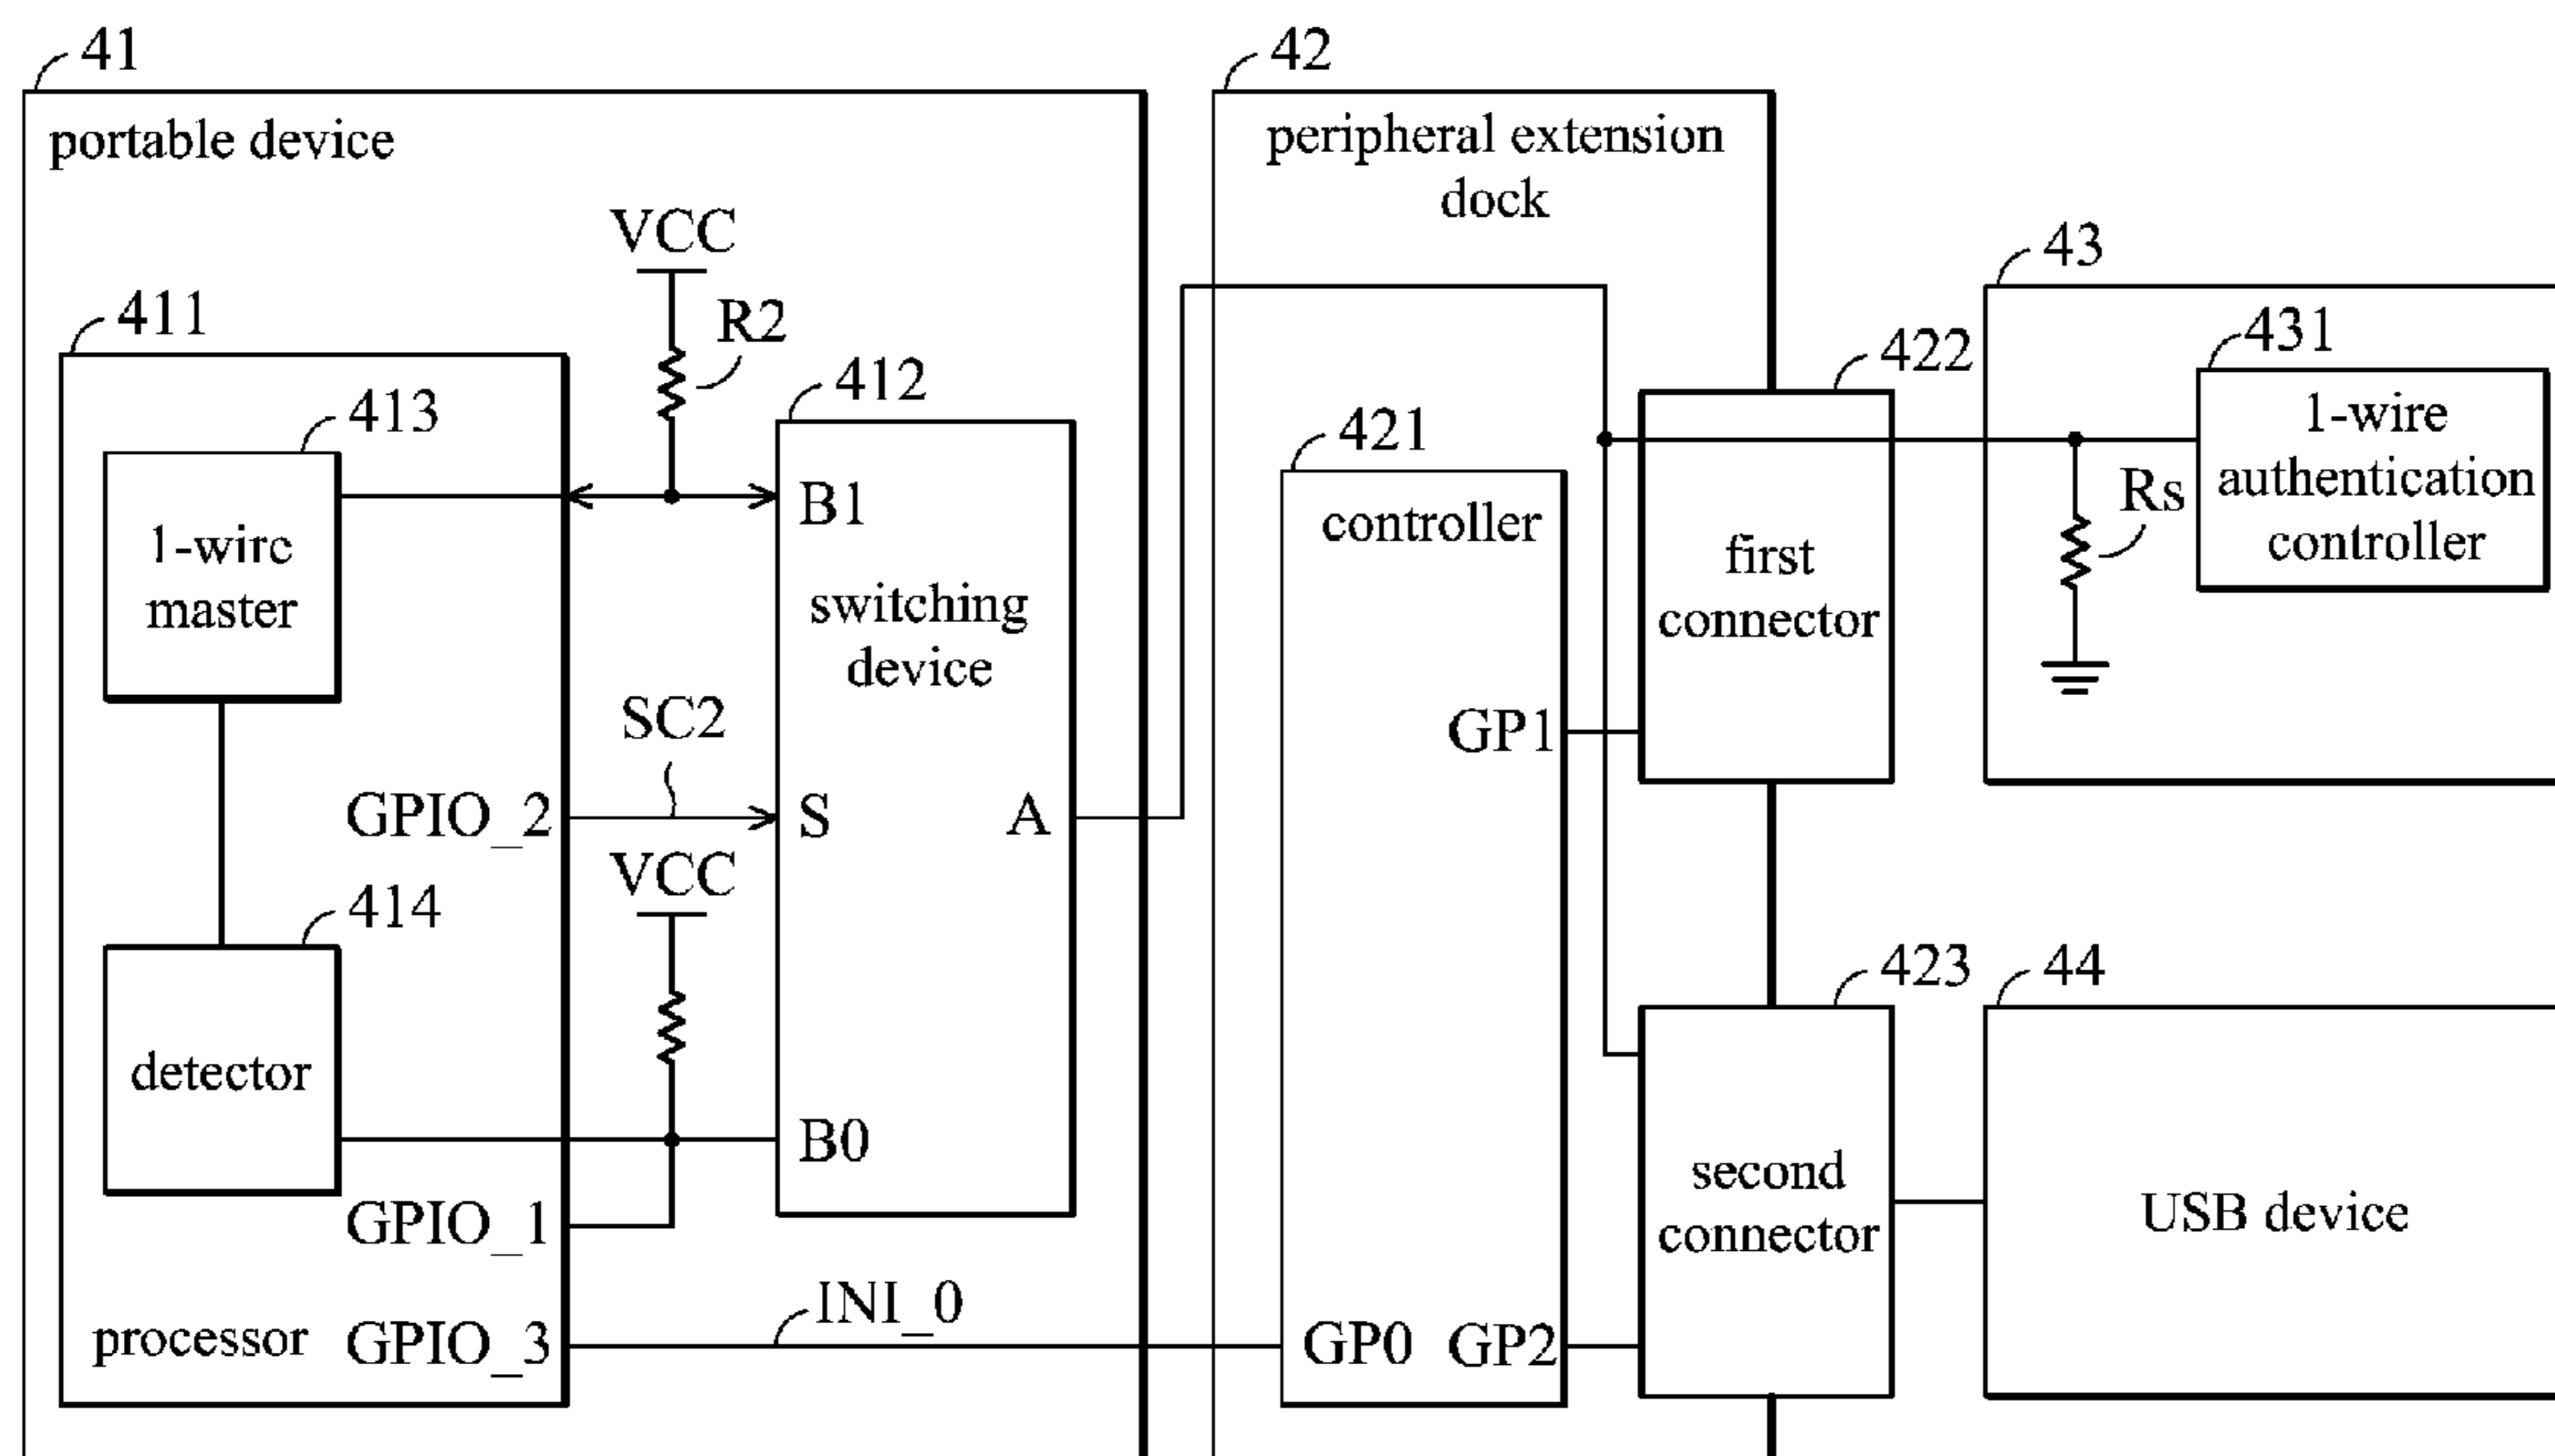 41
portable device
VCC
R2
411
413
1-wire
master
412
B1
switching
device
SC2
GPIO_2
S
A
VCC
414
detector
B0
GPIO_1
INI_0
processor
GPIO_3
42
peripheral extension
dock
421
controller
GP1
GP0
GP2
422
first
connector
423
second
connector
43
431
1-wire
authentication
controller
Rs
44
USB device